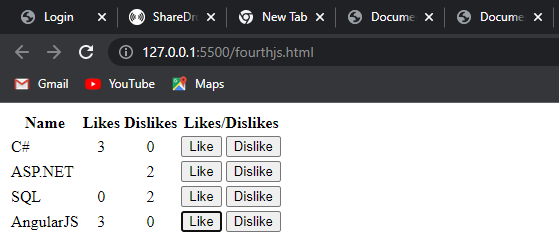 Login ShareDr New Tab Docume Docume
127.0.0.1:5500/fourthjs.html
Gmail YouTube Maps
Name Likes Dislikes Likes/Dislikes
C# 3 0 Like Dislike
ASP.NET 2 Like Dislike
SQL 0 2 Like Dislike
AngularJS 3 0 Like Dislike